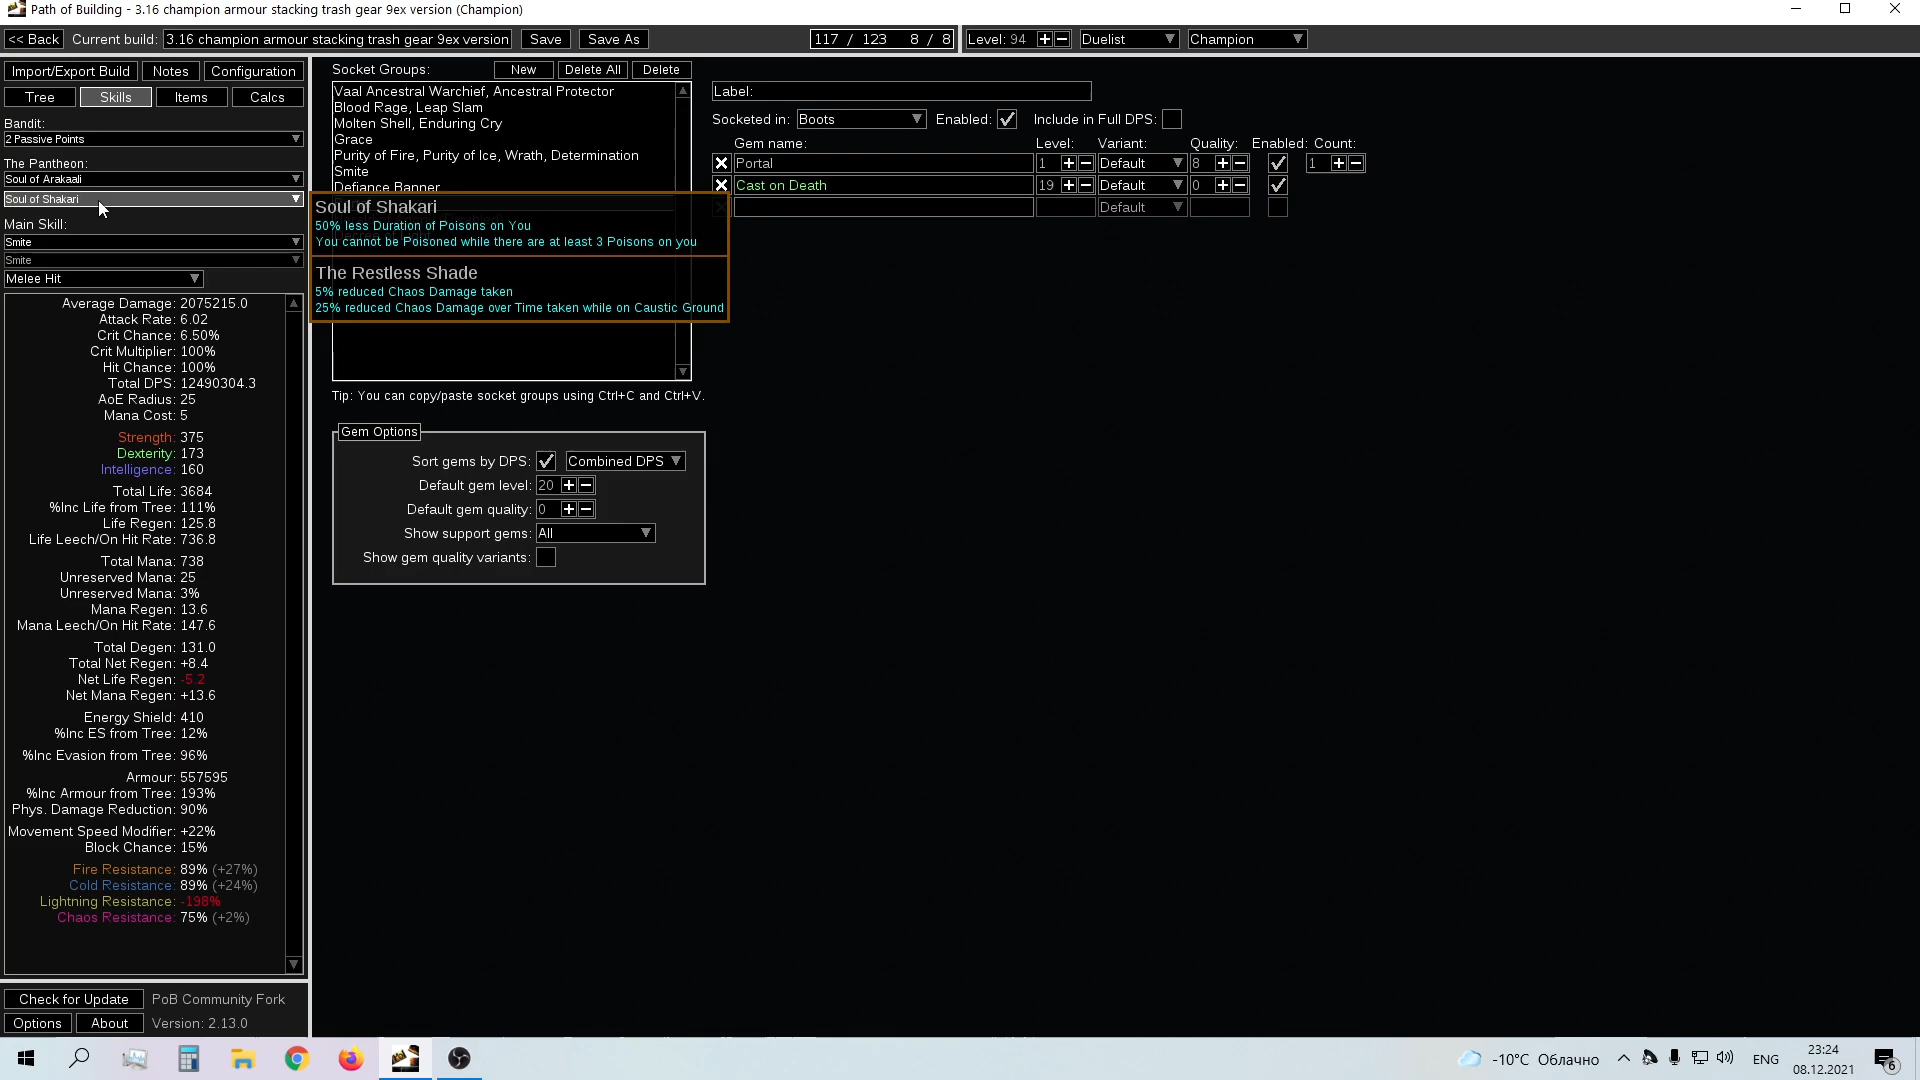 Path of Building - 3.16 champion armour stacking trash gear 9ex version (Champion)
<< Back Current build: 3.16 champion armour stacking trash gear 9ex version Save Save As 117 / 123 8 / 8 Level: 94 Duelist Champion
Import/Export Build Notes Configuration
Tree Skills Items Calcs
Bandit:
2 Passive Points
The Pantheon:
Soul of Arakaali
Soul of Shakari
Main Skill:
Smite
Smite
Melee Hit
Average Damage: 2075215.0
Attack Rate: 6.02
Crit Chance: 6.50%
Crit Multiplier: 100%
Hit Chance: 100%
Total DPS: 12490304.3
AoE Radius: 25
Mana Cost: 5
Strength: 375
Dexterity: 173
Intelligence: 160
Total Life: 3684
%Inc Life from Tree: 111%
Life Regen: 125.8
Life Leech/On Hit Rate: 736.8
Total Mana: 738
Unreserved Mana: 25
Unreserved Mana: 3%
Mana Regen: 13.6
Mana Leech/On Hit Rate: 147.6
Total Degen: 131.0
Total Net Regen: +8.4
Net Life Regen: -5.2
Net Mana Regen: +13.6
Energy Shield: 410
%Inc ES from Tree: 12%
%Inc Evasion from Tree: 96%
Armour: 557595
%Inc Armour from Tree: 193%
Phys. Damage Reduction: 90%
Movement Speed Modifier: +22%
Block Chance: 15%
Fire Resistance: 89% (+27%)
Cold Resistance: 89% (+24%)
Lightning Resistance: -198%
Chaos Resistance: 75% (+2%)
Check for Update PoB Community Fork
Options About Version: 2.13.0
Socket Groups: New Delete All Delete
Vaal Ancestral Warchief, Ancestral Protector
Blood Rage, Leap Slam
Molten Shell, Enduring Cry
Grace
Purity of Fire, Purity of Ice, Wrath, Determination
Smite
Defiance Banner
Soul of Shakari
50% less Duration of Poisons on You
You cannot be Poisoned while there are at least 3 Poisons on you
The Restless Shade
5% reduced Chaos Damage taken
25% reduced Chaos Damage over Time taken while on Caustic Ground
Tip: You can copy/paste socket groups using Ctrl+C and Ctrl+V.
Gem Options
Sort gems by DPS: Combined DPS
Default gem level: 20
Default gem quality: 0
Show support gems: All
Show gem quality variants:
Label:
Socketed in: Boots Enabled: Include in Full DPS:
Gem name: Level: Variant: Quality: Enabled: Count:
Portal 1 Default 8 1
Cast on Death 19 Default 0
Default
-10°C Облачно ENG 23:24
08.12.2021 6